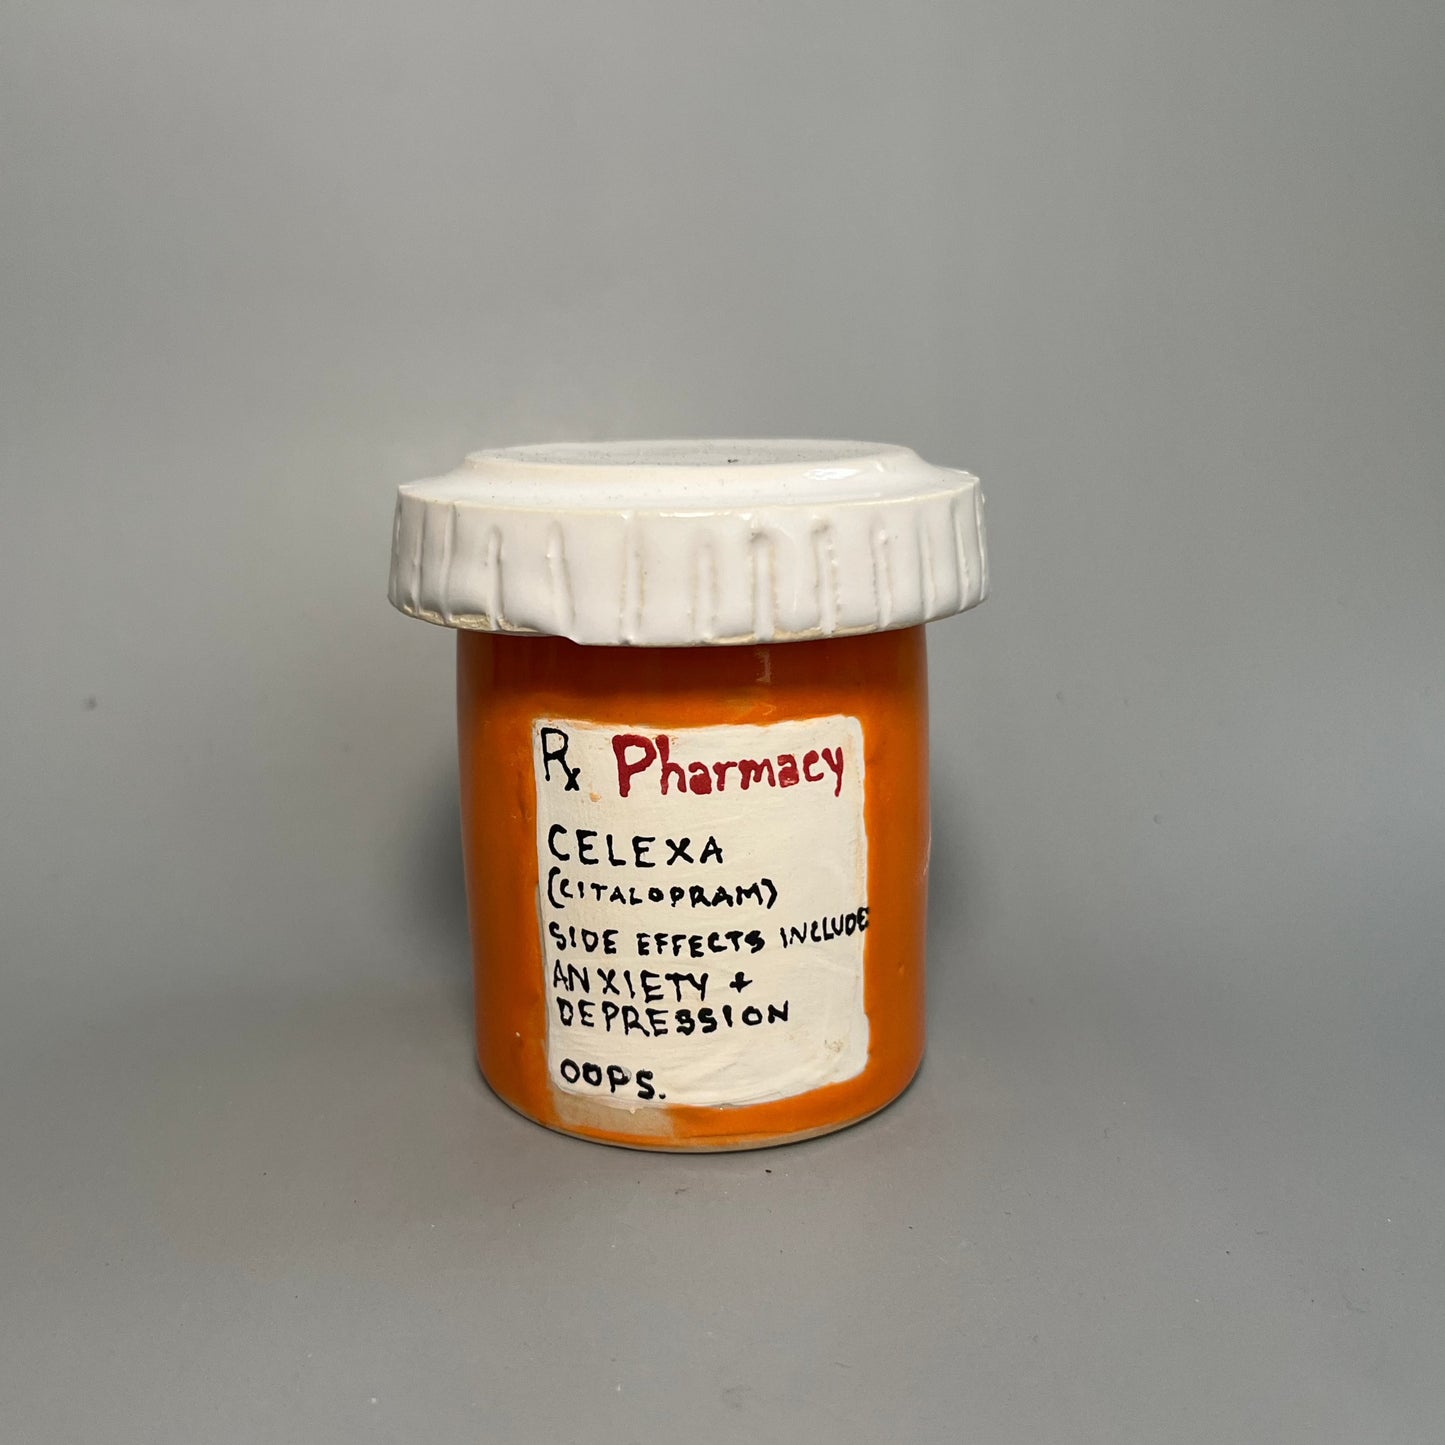 Rx Pharmacy
CELEXA
(CITALOPRAM)
SIDE EFFECTS INCLUDE
ANXIETY +
DEPRESSION
OOPS.